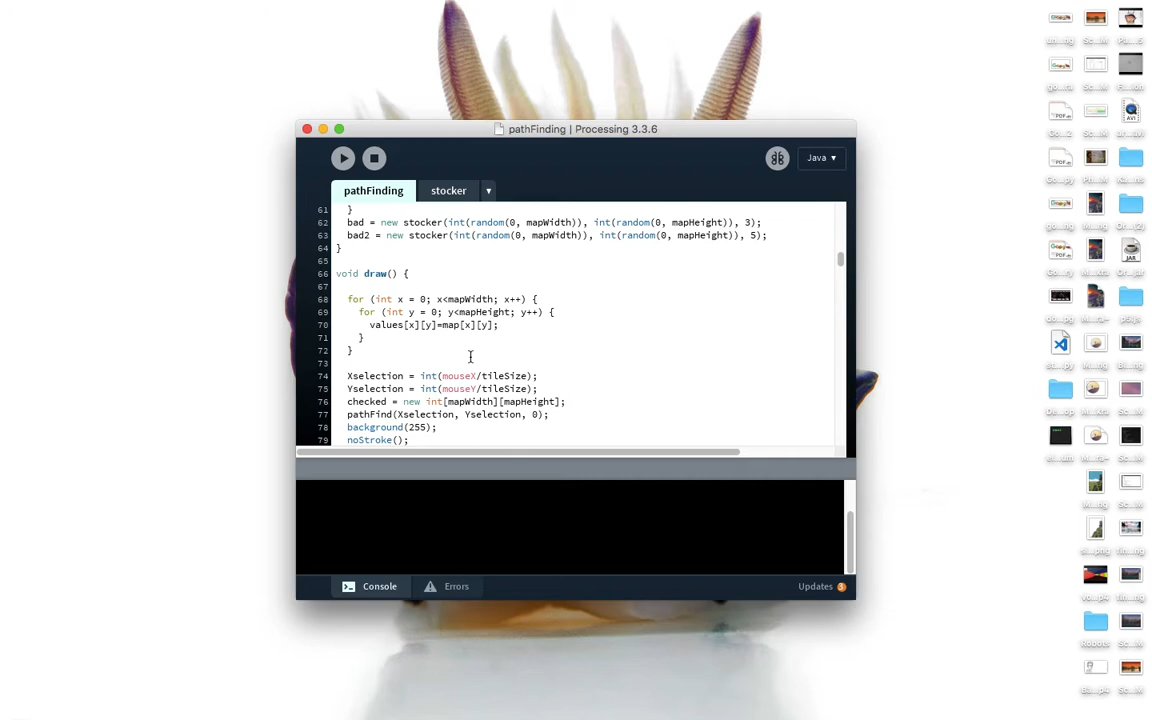 pathFinding | Processing 3.3.6
Java ▾
pathFinding
stocker
▾
61 }
62 bad = new stocker(int(random(0, mapWidth)), int(random(0, mapHeight)), 3);
63 bad2 = new stocker(int(random(0, mapWidth)), int(random(0, mapHeight)), 5);
64 }
65
66 void draw() {
67
68 for (int x = 0; x<mapWidth; x++) {
69 for (int y = 0; y<mapHeight; y++) {
70 values[x][y]=map[x][y];
71 }
72 }
73
74 Xselection = int(mouseX/tileSize);
75 Yselection = int(mouseY/tileSize);
76 checked = new int[mapWidth][mapHeight];
77 pathFind(Xselection, Yselection, 0);
78 background(255);
79 noStroke();
Console
Errors
Updates 3